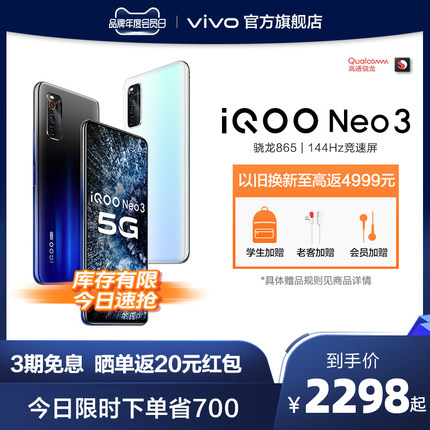 品牌年度会员日
vivo 官方旗舰店
Qualcomm
高通骁龙
iQOO Neo3
骁龙865 | 144Hz竞速屏
以旧换新至高返4999元
学生加赠
老客加赠
会员加赠
*具体赠品规则见商品详情
iQOO
iQOO Neo3
5G
库存有限
今日速抢
3期免息 晒单返20元红包
今日限时下单省700
到手价
¥2298起